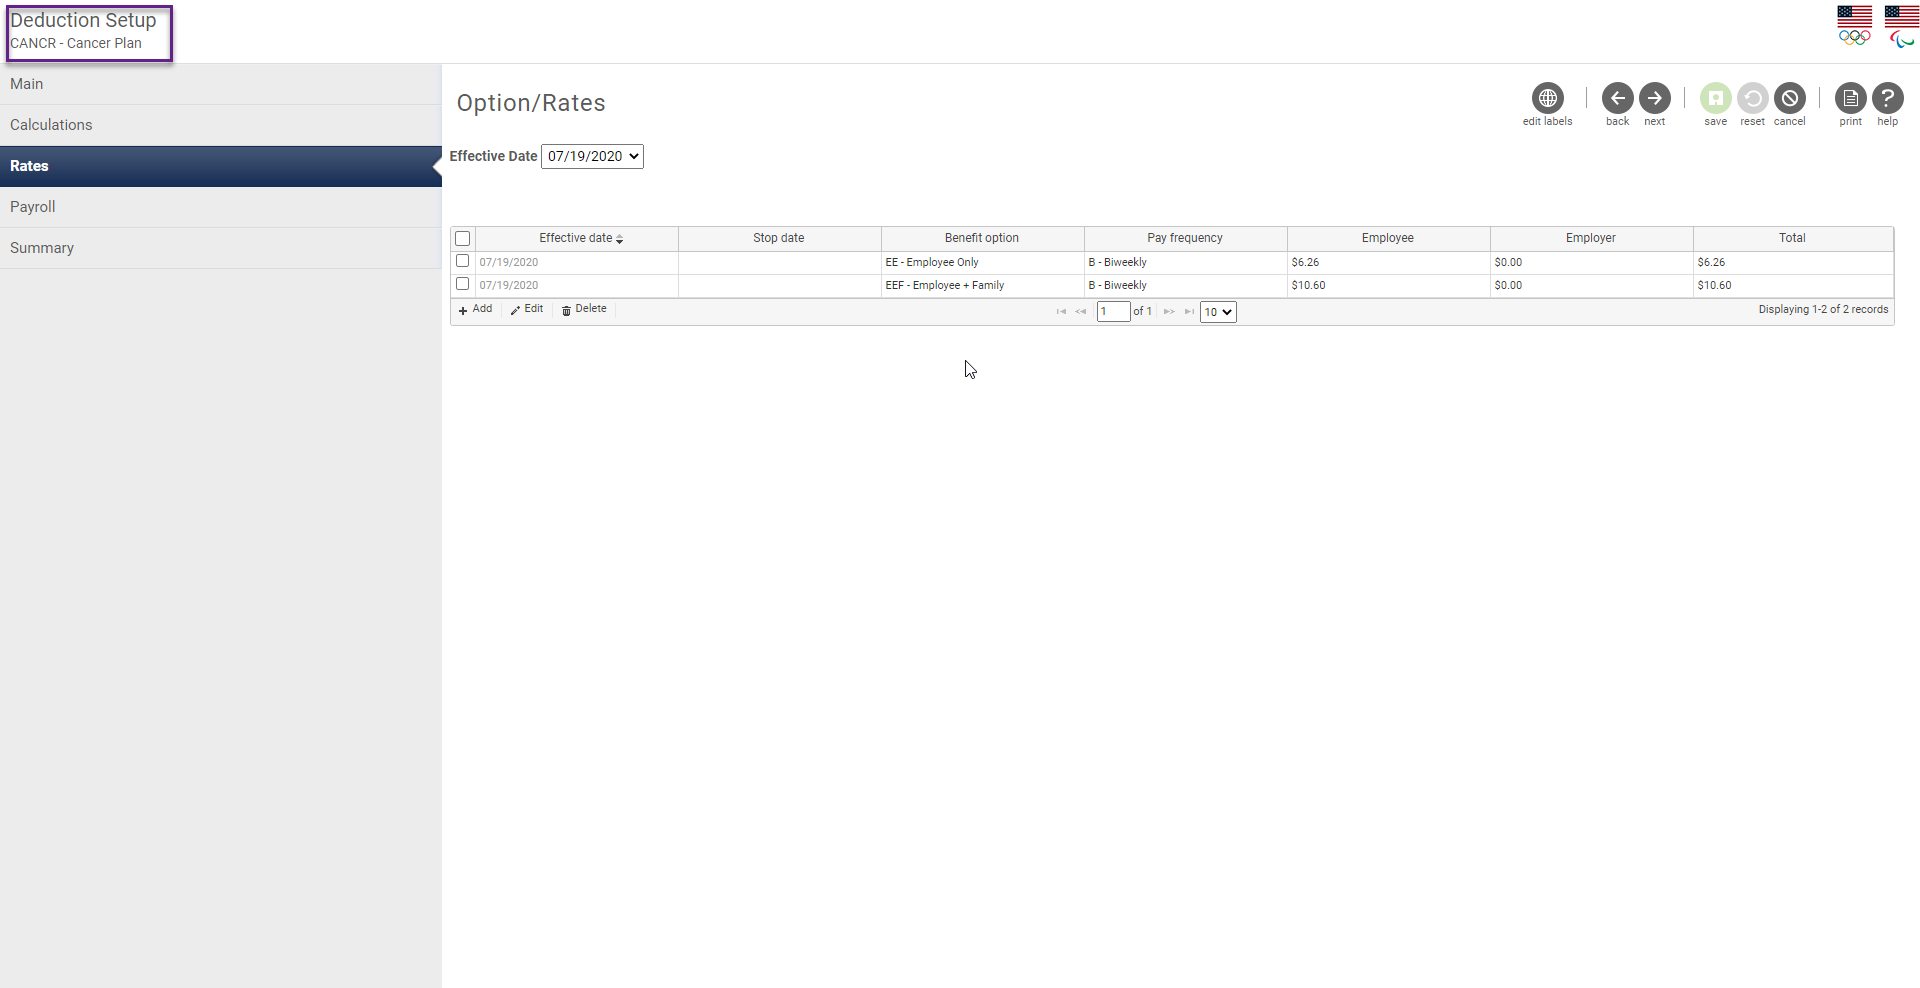 Deduction Setup
CANCR - Cancer Plan
Main
Calculations
Rates
Payroll
Summary
Option/Rates
edit labels
back
next
save
reset
cancel
print
help
Effective Date 07/19/2020
Effective date Stop date Benefit option Pay frequency Employee Employer Total
07/19/2020 EE - Employee Only B - Biweekly $6.26 $0.00 $6.26
07/19/2020 EEF - Employee + Family B - Biweekly $10.60 $0.00 $10.60
Add Edit Delete 1 of 1 10 Displaying 1-2 of 2 records